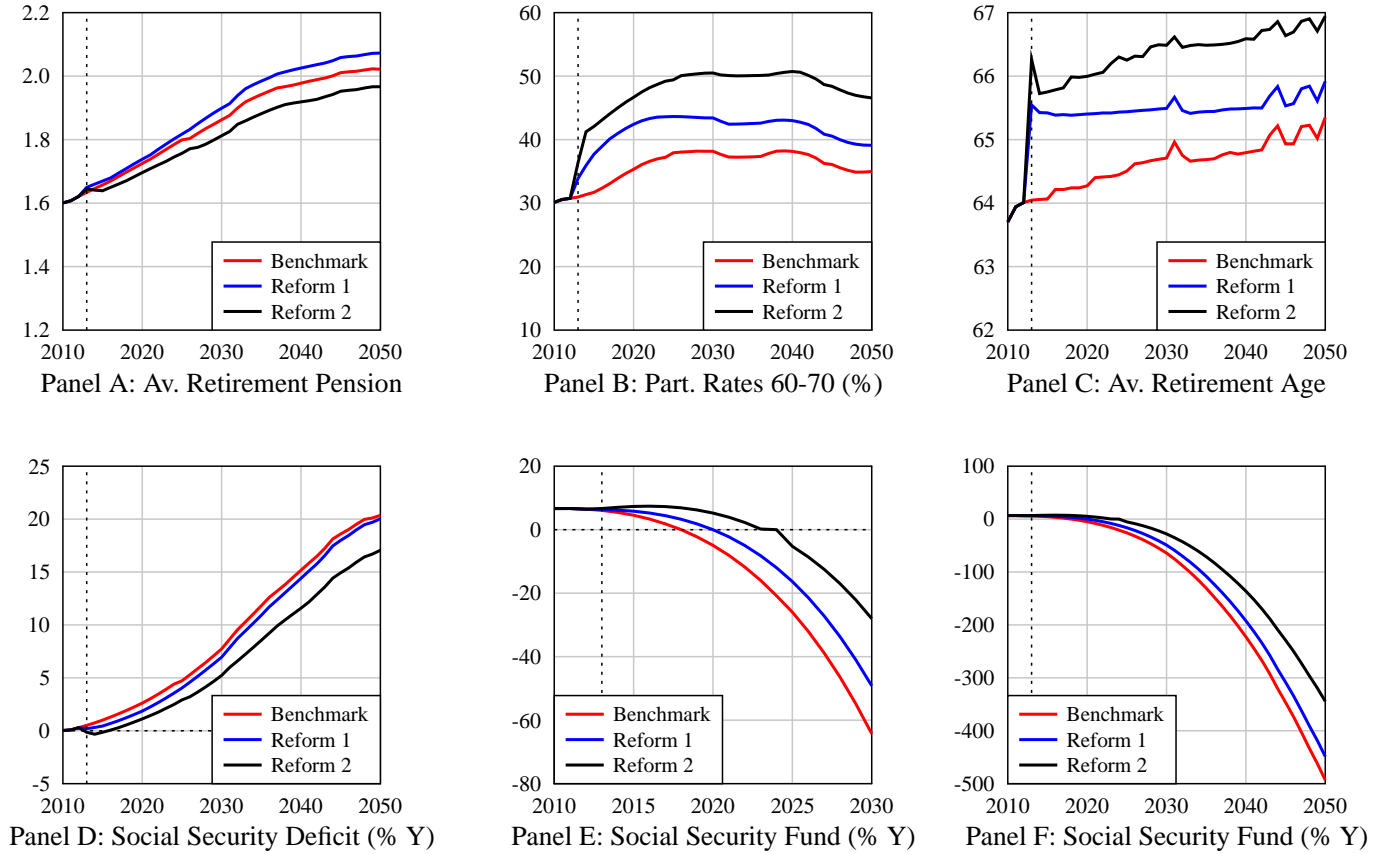 2.2
2.0
1.8
1.6
1.4
1.2
2010 2020 2030 2040 2050
Benchmark
Reform 1
Reform 2
Panel A: Av. Retirement Pension
60
50
40
30
20
10
2010 2020 2030 2040 2050
Benchmark
Reform 1
Reform 2
Panel B: Part. Rates 60-70 (%)
67
66
65
64
63
62
2010 2020 2030 2040 2050
Benchmark
Reform 1
Reform 2
Panel C: Av. Retirement Age
25
20
15
10
5
0
-5
2010 2020 2030 2040 2050
Benchmark
Reform 1
Reform 2
Panel D: Social Security Deficit (% Y)
20
0
-20
-40
-60
-80
2010 2015 2020 2025 2030
Benchmark
Reform 1
Reform 2
Panel E: Social Security Fund (% Y)
100
0
-100
-200
-300
-400
-500
2010 2020 2030 2040 2050
Benchmark
Reform 1
Reform 2
Panel F: Social Security Fund (% Y)